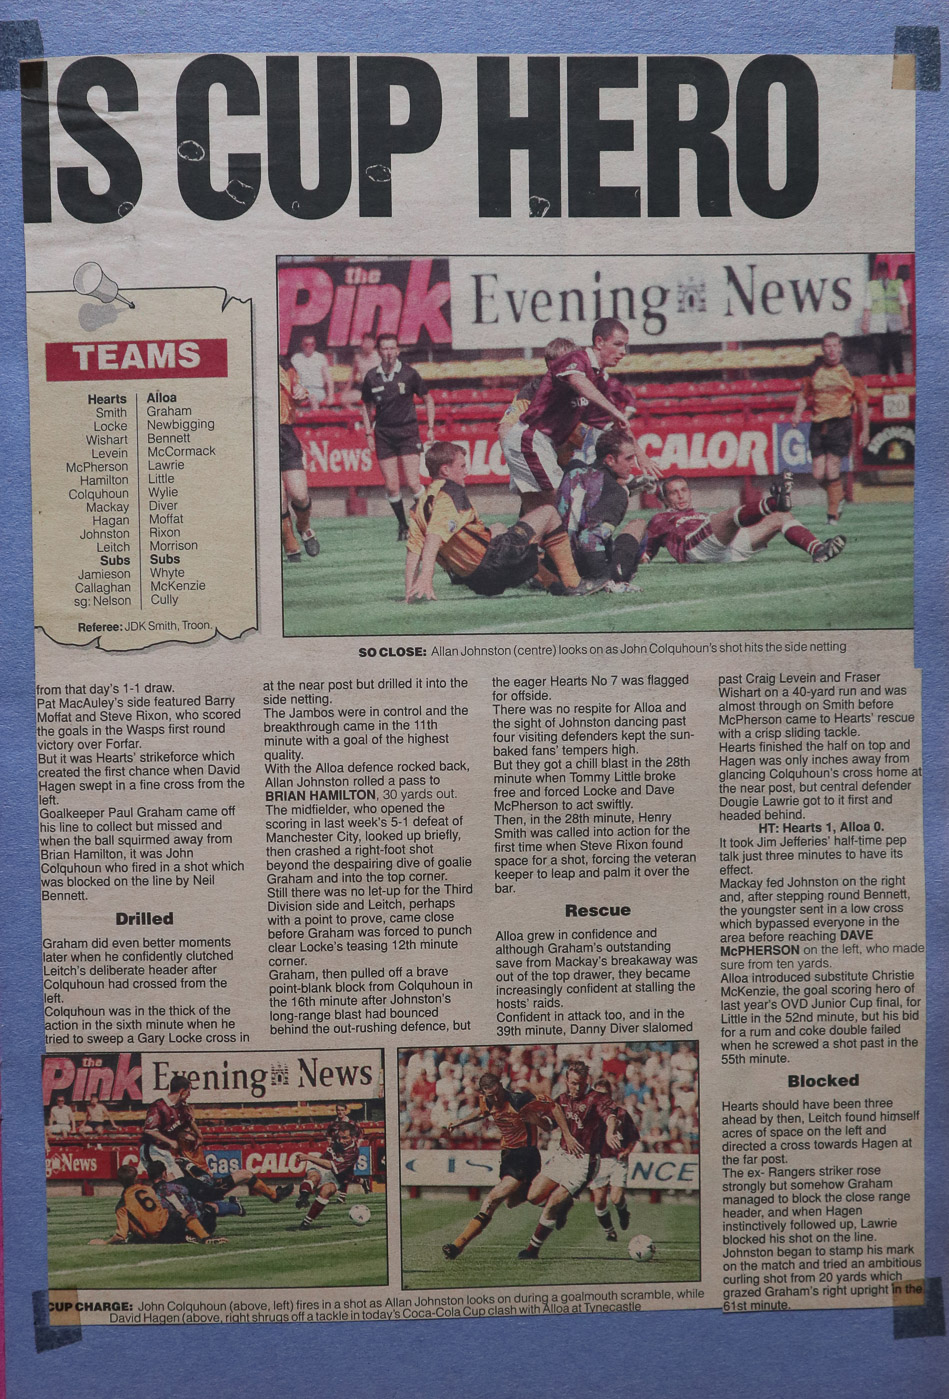 IS CUP HERO
TEAMS
Hearts Alloa
Smith Graham
Locke Newbigging
Wishart Bennett
Levein McCormack
McPherson Lawrie
Hamilton Little
Colquhoun Wylie
Mackay Diver
Hagan Moffat
Johnston Rixon
Leitch Morrison
Subs Subs
Jamieson Whyte
Callaghan McKenzie
sg: Nelson Cully
Referee: JDK Smith, Troon.
the
Pink
Evening News
20
News
CALOR
Ga
SO CLOSE: Allan Johnston (centre) looks on as John Colquhoun's shot hits the side netting
from that day's 1-1 draw.
Pat MacAuley's side featured Barry
Moffat and Steve Rixon, who scored
the goals in the Wasps first round
victory over Forfar.
But it was Hearts' strikeforce which
created the first chance when David
Hagen swept in a fine cross from the
left.
Goalkeeper Paul Graham came off
his line to collect but missed and
when the ball squirmed away from
Brian Hamilton, it was John
Colquhoun who fired in a shot which
was blocked on the line by Neil
Bennett.
Drilled
Graham did even better moments
later when he confidently clutched
Leitch's deliberate header after
Colquhoun had crossed from the
left.
Colquhoun was in the thick of the
action in the sixth minute when he
tried to sweep a Gary Locke cross in
at the near post but drilled it into the
side netting.
The Jambos were in control and the
breakthrough came in the 11th
minute with a goal of the highest
quality.
With the Alloa defence rocked back,
Allan Johnston rolled a pass to
BRIAN HAMILTON, 30 yards out.
The midfielder, who opened the
scoring in last week's 5-1 defeat of
Manchester City, looked up briefly,
then crashed a right-foot shot
beyond the despairing dive of goalie
Graham and into the top corner.
Still there was no let-up for the Third
Division side and Leitch, perhaps
with a point to prove, came close
before Graham was forced to punch
clear Locke's teasing 12th minute
corner.
Graham, then pulled off a brave
point-blank block from Colquhoun in
the 16th minute after Johnston's
long-range blast had bounced
behind the out-rushing defence, but
the eager Hearts No 7 was flagged
for offside.
There was no respite for Alloa and
the sight of Johnston dancing past
four visiting defenders kept the sun-
baked fans' tempers high.
But they got a chill blast in the 28th
minute when Tommy Little broke
free and forced Locke and Dave
McPherson to act swiftly.
Then, in the 28th minute, Henry
Smith was called into action for the
first time when Steve Rixon found
space for a shot, forcing the veteran
keeper to leap and palm it over the
bar.
Rescue
Alloa grew in confidence and
although Graham's outstanding
save from Mackay's breakaway was
out of the top drawer, they became
increasingly confident at stalling the
hosts' raids.
Confident in attack too, and in the
39th minute, Danny Diver slalomed
past Craig Levein and Fraser
Wishart on a 40-yard run and was
almost through on Smith before
McPherson came to Hearts' rescue
with a crisp sliding tackle.
Hearts finished the half on top and
Hagen was only inches away from
glancing Colquhoun's cross home at
the near post, but central defender
Dougie Lawrie got to it first and
headed behind.
HT: Hearts 1, Alloa 0.
It took Jim Jefferies' half-time pep
talk just three minutes to have its
effect.
Mackay fed Johnston on the right
and, after stepping round Bennett,
the youngster sent in a low cross
which bypassed everyone in the
area before reaching DAVE
McPHERSON on the left, who made
sure from ten yards.
Alloa introduced substitute Christie
McKenzie, the goal scoring hero of
last year's OVD Junior Cup final, for
Little in the 52nd minute, but his bid
for a rum and coke double failed
when he screwed a shot past in the
55th minute.
Blocked
Hearts should have been three
ahead by then, Leitch found himself
acres of space on the left and
directed a cross towards Hagen at
the far post.
The ex- Rangers striker rose
strongly but somehow Graham
managed to block the close range
header, and when Hagen
instinctively followed up, Lawrie
blocked his shot on the line.
Johnston began to stamp his mark
on the match and tried an ambitious
curling shot from 20 yards which
grazed Graham's right upright in the
61st minute.
the
Pink
Evening News
News
Gas
CALOR
6
C I S
NCE
CUP CHARGE: John Colquhoun (above, left) fires in a shot as Allan Johnston looks on during a goalmouth scramble, while
David Hagen (above, right shrugs off a tackle in today's Coca-Cola Cup clash with Alloa at Tynecastle